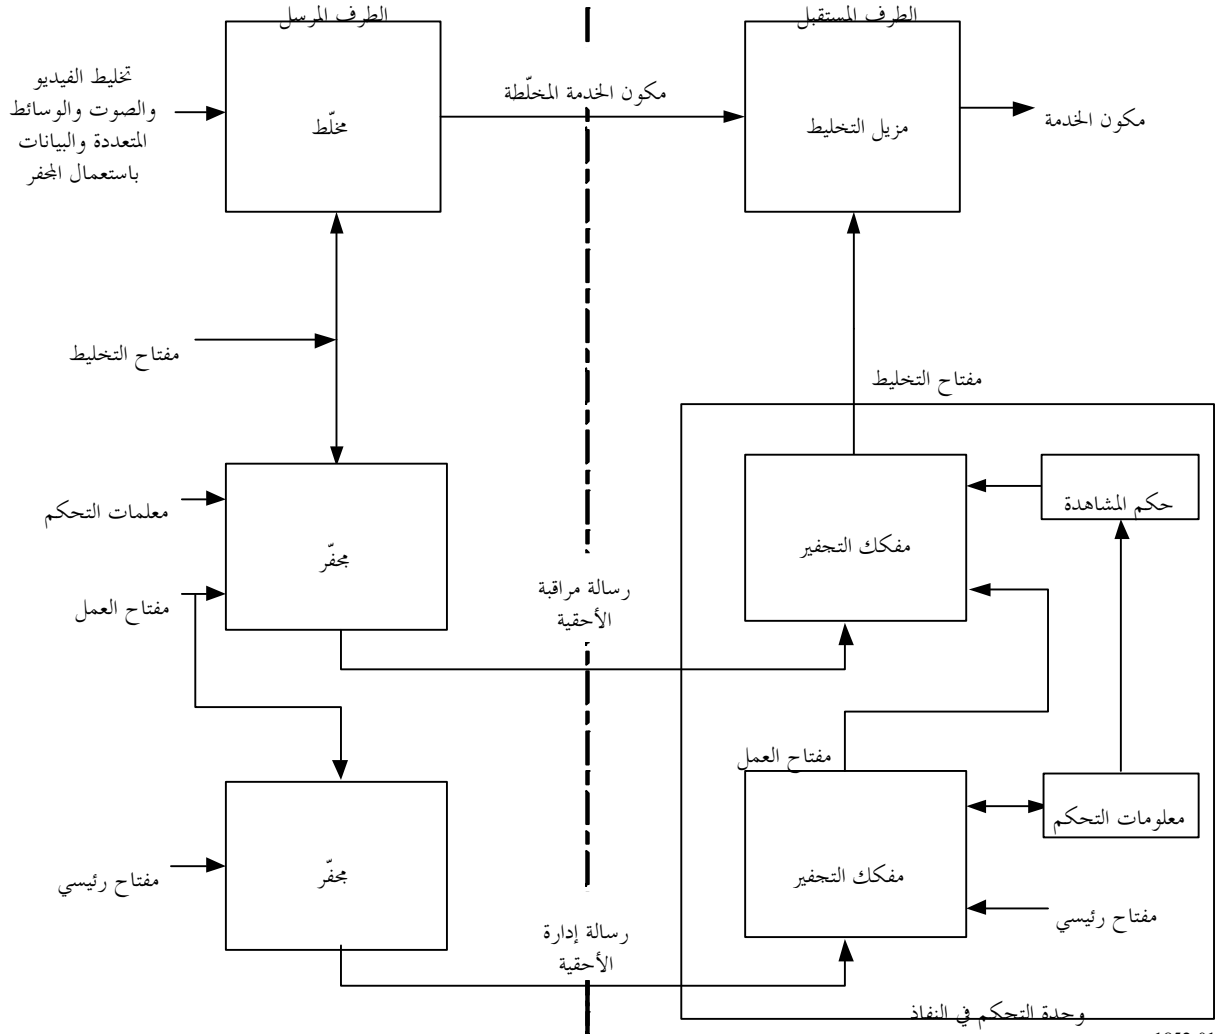 الطرف المرسل
الطرف المستقبل
تخليط الفيديو
والصوت والوسائط
المتعددة والبيانات
باستعمال المجفر
مخلّط
مكون الخدمة المخلّطة
مزيل التخليط
مكون الخدمة
مفتاح التخليط
مفتاح التخليط
معلمات التحكم
مجفّر
مفتاح العمل
رسالة مراقبة
الأحقية
مفكك التجفير
حكم المشاهدة
مفتاح العمل
معلومات التحكم
مفتاح رئيسي
مجفّر
مفكك التجفير
مفتاح رئيسي
رسالة إدارة
الأحقية
وحدة التحكم في النفاذ